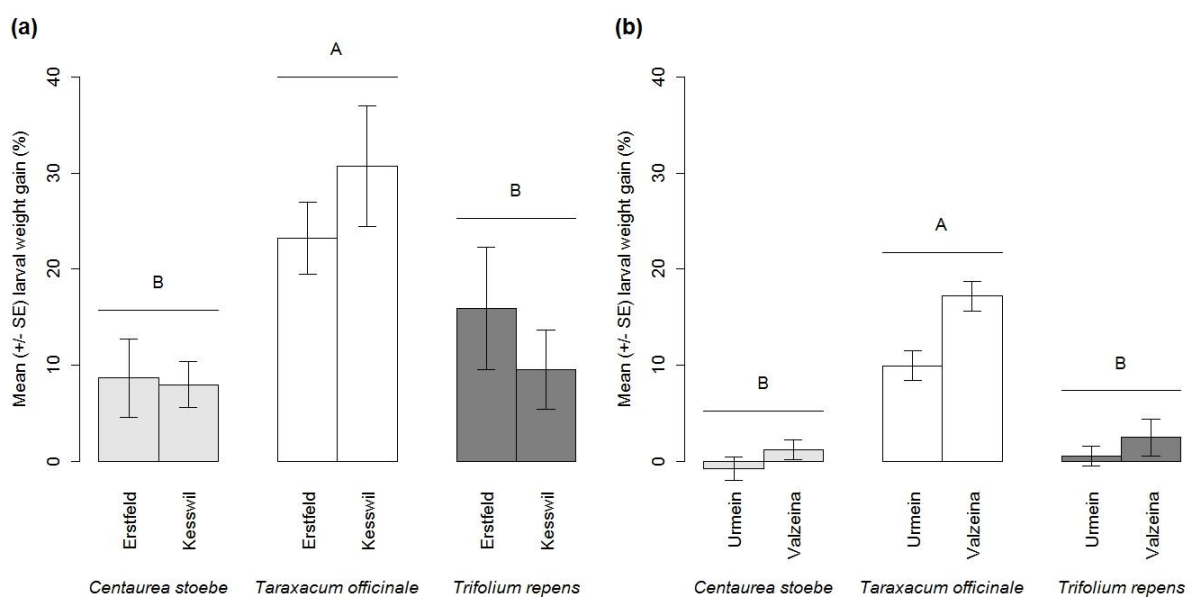 (a)
Mean (+/- SE) larval weight gain (%)
40
30
20
10
0
B
A
B
Erstfeld
Kesswil
Erstfeld
Kesswil
Erstfeld
Kesswil
Centaurea stoebe
Taraxacum officinale
Trifolium repens
(b)
Mean (+/- SE) larval weight gain (%)
40
30
20
10
0
B
A
B
Urmein
Valzeina
Urmein
Valzeina
Urmein
Valzeina
Centaurea stoebe
Taraxacum officinale
Trifolium repens